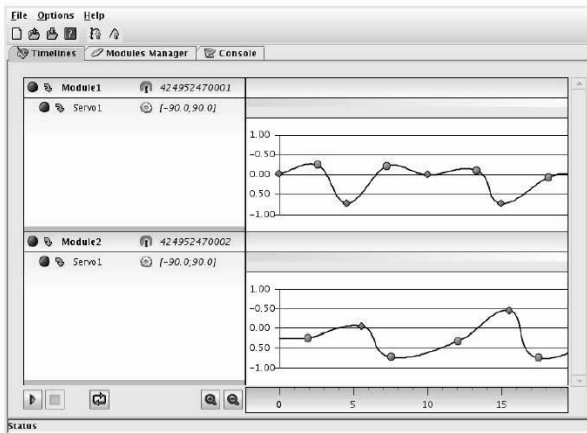 File Options Help
Timelines Modules Manager Console
Module1 424952470001
Servo1 [-90.0;90.0]
1.00
-0.50
0.00
0.50
-1.00
Module2 424952470002
Servo1 [-90.0;90.0]
1.00
-0.50
0.00
0.50
-1.00
0 5 10 15
Status